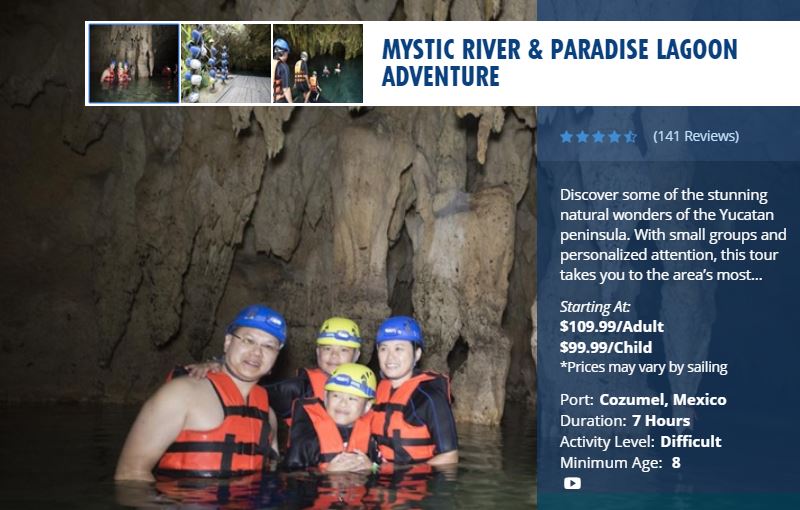 MYSTIC RIVER & PARADISE LAGOON
ADVENTURE
(141 Reviews)
Discover some of the stunning
natural wonders of the Yucatan
peninsula. With small groups and
personalized attention, this tour
takes you to the area's most...
Starting At:
$109.99/Adult
$99.99/Child
*Prices may vary by sailing
Port: Cozumel, Mexico
Duration: 7 Hours
Activity Level: Difficult
Minimum Age: 8